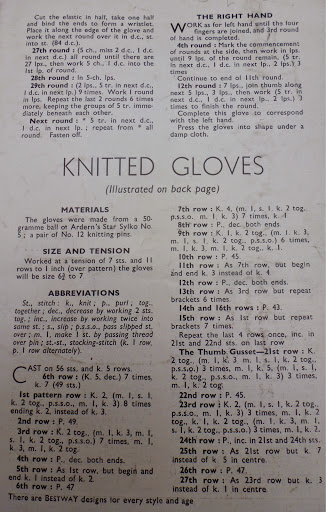 Cut the elastic in half, take one half
and bind the ends to form a wristlet.
Place it along the edge of the glove and
work the next round over it in d.c., st.
into st. (84 d.c.).
27th round : (5 ch., miss 2 d.c., 1 d.c.
in next d.c.) all round until there are
27 lps., then work 5 ch., 1 d.c. into the
1st lp. of round.
28th round : In 5-ch. lps.
29th round : (2 lps., 5 tr. in next d.c.,
1 d.c. in next lp.) 9 times. Work 1 round
in lps. Repeat the last 2 rounds 6 times
more, keeping the groups of 5 tr. imme-
diately beneath each other.
Next round : * 5 tr. in next d.c.,
1 d.c. in next lp. ; repeat from * all
round. Fasten off.
THE RIGHT HAND
WORK as for left hand until the four
fingers are joined, and 3rd round
of hand is completed.
4th round : Mark the commencement
of rounds at the side, then work in lps.
until 9 lps. of the round remain, (5 tr.
in next d.c., 1 d.c. in next lp., 2 lps.) 3
times
Continue to end of 11th round.
12th round : 7 lps., join thumb along
next 5 lps., 3 lps., then work (5 tr. in
next d.c., 1 d.c. in next lp., 2 lps.) 3
times to finish the round.
Complete this glove to correspond
with the left hand.
Press the gloves into shape under a
damp cloth.
KNITTED GLOVES
(Illustrated on back page)
MATERIALS
The gloves were made from a 50-
gramme ball of Ardern's Star Sylko No.
5 ; a pair of No. 12 knitting pins.
SIZE AND TENSION
Worked at a tension of 7 sts. and 11
rows to 1 inch (over pattern) the gloves
will be size 6¾ to 7
ABBREVIATIONS
St., stitch : k., knit ; p., purl ; tog.,
together ; dec., decrease by working 2 sts.
tog. ; inc., increase by working twice into
same st. ; s., slip ; p.s.s.o., pass slipped st.
over ; m. 1, make 1 st. by passing thread
over pin ; st.-st., stocking-stitch (k. 1 row,
p. 1 row alternately).
CAST on 56 sts. and k. 5 rows.
6th row : (K. 5, dec.) 7 times,
k. 7 (49 sts.)
1st pattern row : K. 2, (m. 1, s. 1,
k. 2 tog., p.s.s.o., m. 1, k. 3) 8 times
ending k. 2, instead of k. 3.
2nd row : P. 49.
3rd row : K. 2 tog., (m. 1, k. 3, m. 1,
s. 1, k. 2 tog., p.s.s.o.) 7 times, m. 1,
k. 3, m. 1, k. 2 tog.
4th row : P., dec. both ends.
5th row : As 1st row, but begin and
end k. 1 instead of k. 2.
6th row : P. 47
7th row : K. 4, (m. 1, s. 1, k. 2 tog.,
p.s.s.o., m. 1, k. 3) 7 times, k. 1
8th row : P., dec. both ends.
9th row : K. 1, k. 2 tog., (m. 1, k. 3,
m. 1, s. 1, k. 2 tog., p.s.s.o.) 6 times,
m. 1, k. 3, m. 1, k. 2 tog., k. 1.
10th row : P. 45.
11th row : As 7th row, but begin
and end k. 3 instead of k. 4.
12th row : P., dec. both ends.
13th row : As 3rd row but repeat
brackets 6 times.
14th and 16th rows : P. 43.
15th row : As 1st row but repeat
brackets 7 times.
Repeat the last 4 rows once, inc. in
21st and 22nd sts. on last row
The Thumb Gusset—21st row : K.
2 tog., (m. 1, k. 3 m. 1, s. 1, k. 2 tog.,
p.s.s.o.) 3 times, m. 1, k. 5, (m. 1, s. 1,
k. 2 tog., p.s.s.o., m. 1, k. 3) 3 times,
m. 1, k. 2 tog.
22nd row : P. 45.
23rd row : K. 2, (m. 1, s. 1, k. 2 tog.,
p.s.s.o., m. 1, k. 3) 3 times, m. 1, k. 2
tog., k. 1, k. 2 tog., (m. 1, k. 3, m. 1,
s. 1, k. 2 tog., p.s.s.o.) 3 times, m. 1, k. 2.
24th row : P., inc. in 21st and 24th sts.
25th row : As 21st row but k. 7
instead of k. 5 in centre.
26th row : P. 47.
27th row : As 23rd row but k. 3
instead of k. 1 in centre.
There are BESTWAY designs for every style and age